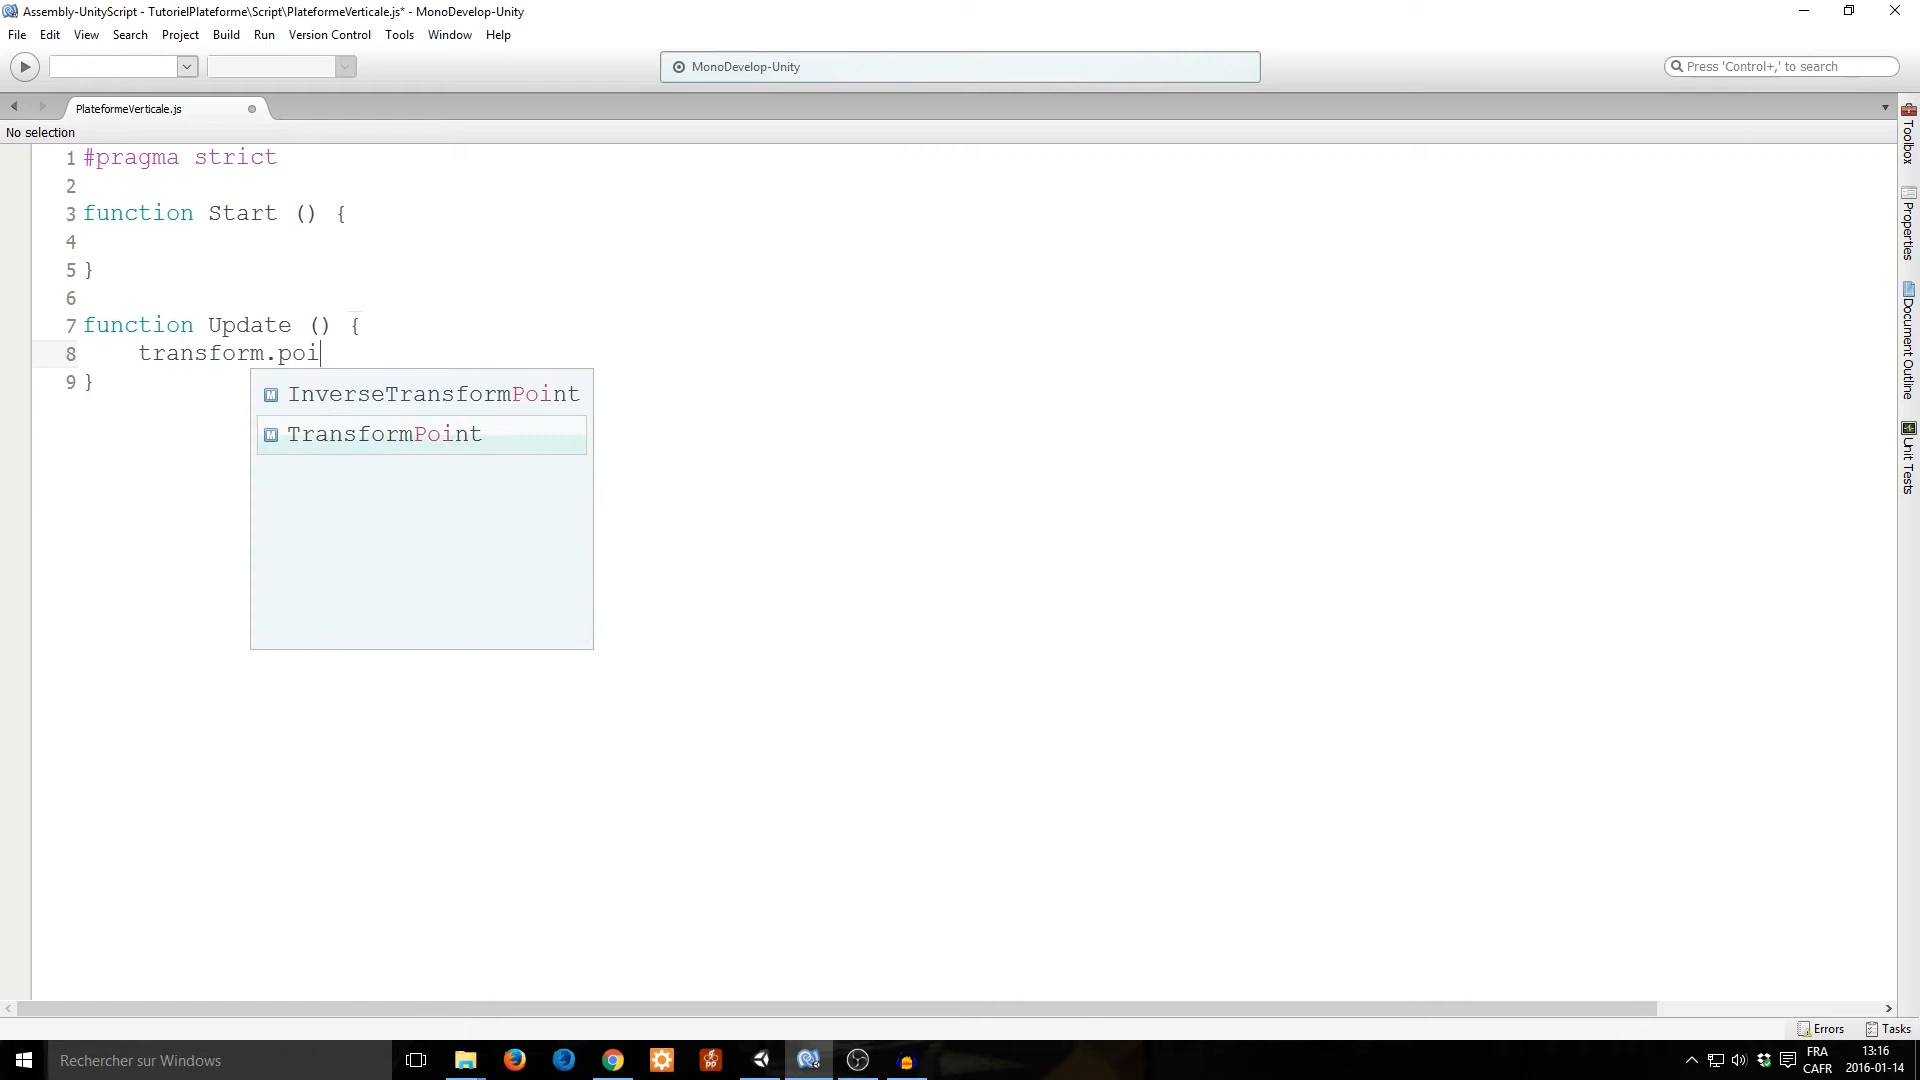 Assembly-UnityScript - TutorielPlateforme\Script\PlateformeVerticale.js* - MonoDevelop-Unity
File Edit View Search Project Build Run Version Control Tools Window Help
MonoDevelop-Unity
Press 'Control+,' to search
PlateformeVerticale.js
No selection
1 #pragma strict
2
3 function Start () {
4
5 }
6
7 function Update () {
8 transform.poi
9 }
InverseTransformPoint
TransformPoint
Toolbox
Properties
Document Outline
Unit Tests
Errors Tasks
Rechercher sur Windows
FRA
CAFR
13:16
2016-01-14